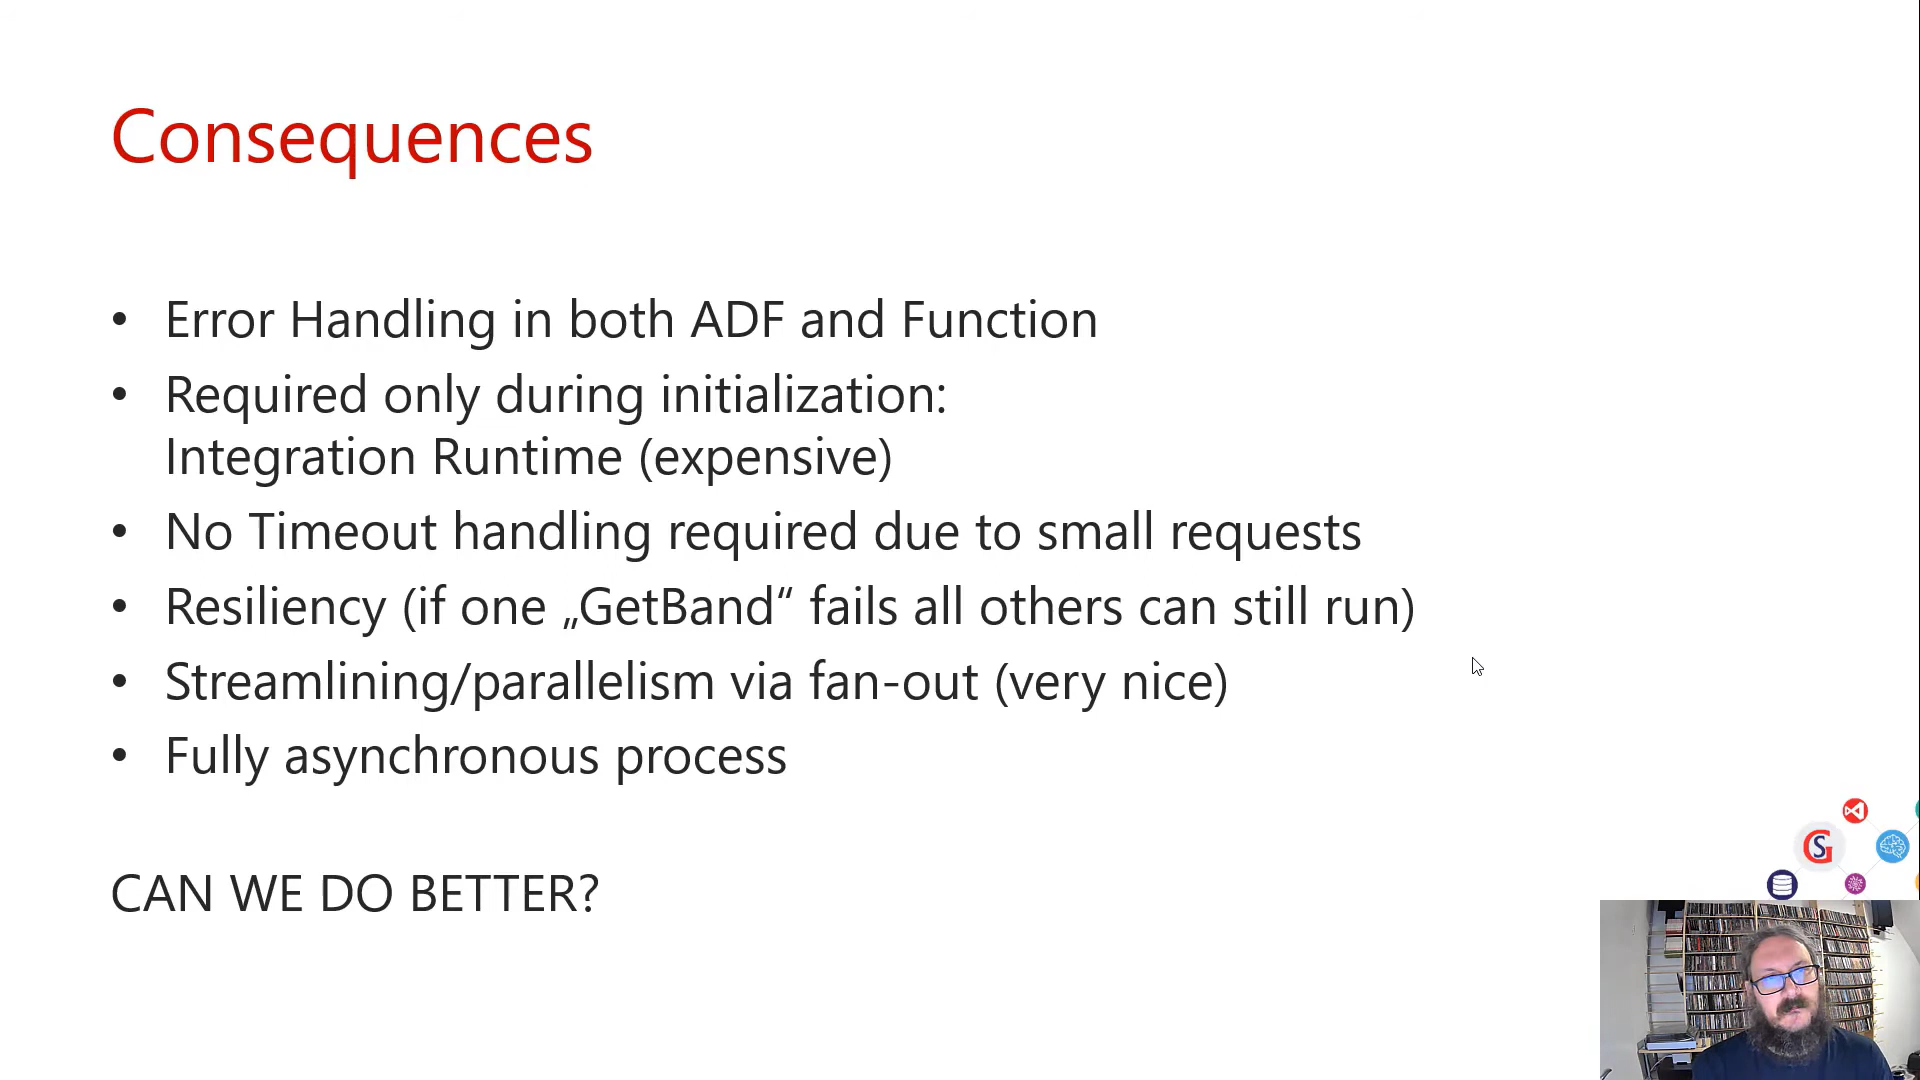 Consequences
• Error Handling in both ADF and Function
• Required only during initialization:
Integration Runtime (expensive)
• No Timeout handling required due to small requests
• Resiliency (if one „GetBand“ fails all others can still run)
• Streamlining/parallelism via fan-out (very nice)
• Fully asynchronous process
CAN WE DO BETTER?